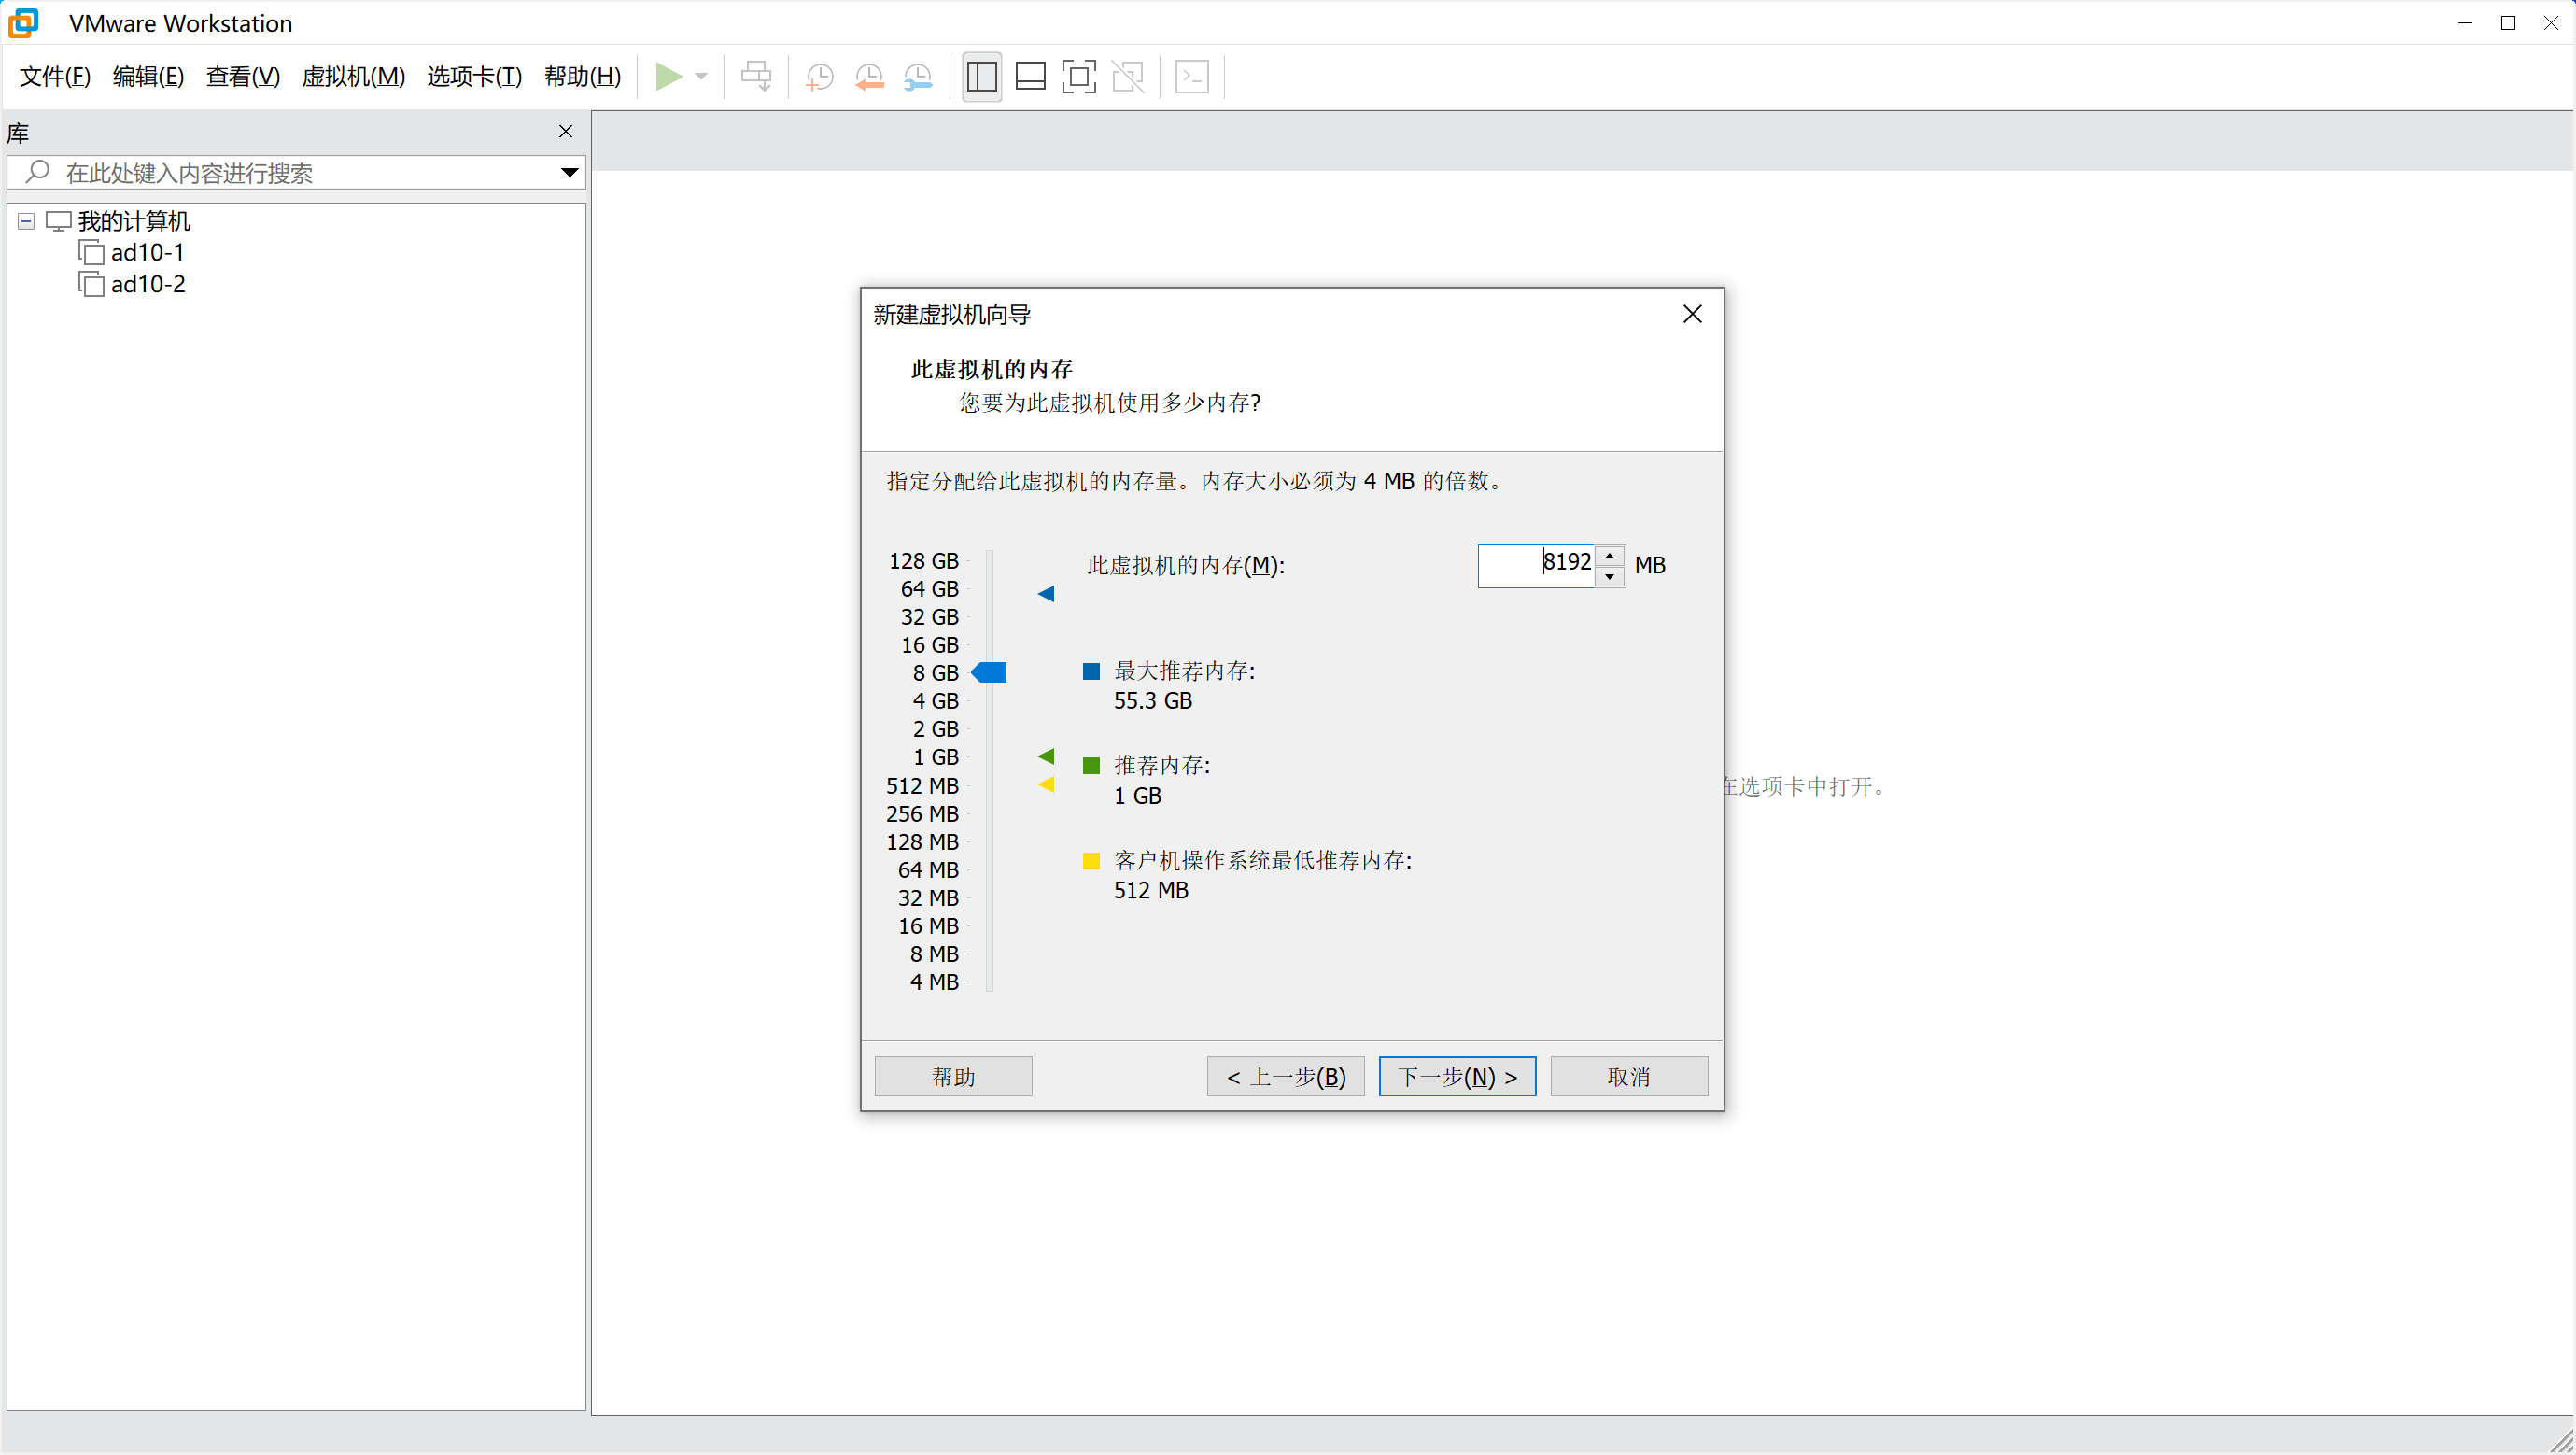 VMware Workstation
文件(F) 编辑(E) 查看(V) 虚拟机(M) 选项卡(T) 帮助(H)
库
在此处键入内容进行搜索
我的计算机
ad10-1
ad10-2
新建虚拟机向导
此虚拟机的内存
您要为此虚拟机使用多少内存?
指定分配给此虚拟机的内存量。内存大小必须为 4 MB 的倍数。
128 GB
64 GB
32 GB
16 GB
8 GB
4 GB
2 GB
1 GB
512 MB
256 MB
128 MB
64 MB
32 MB
16 MB
8 MB
4 MB
此虚拟机的内存(M): 8192 MB
最大推荐内存:
55.3 GB
推荐内存:
1 GB
客户机操作系统最低推荐内存:
512 MB
在选项卡中打开。
帮助 < 上一步(B) 下一步(N) > 取消